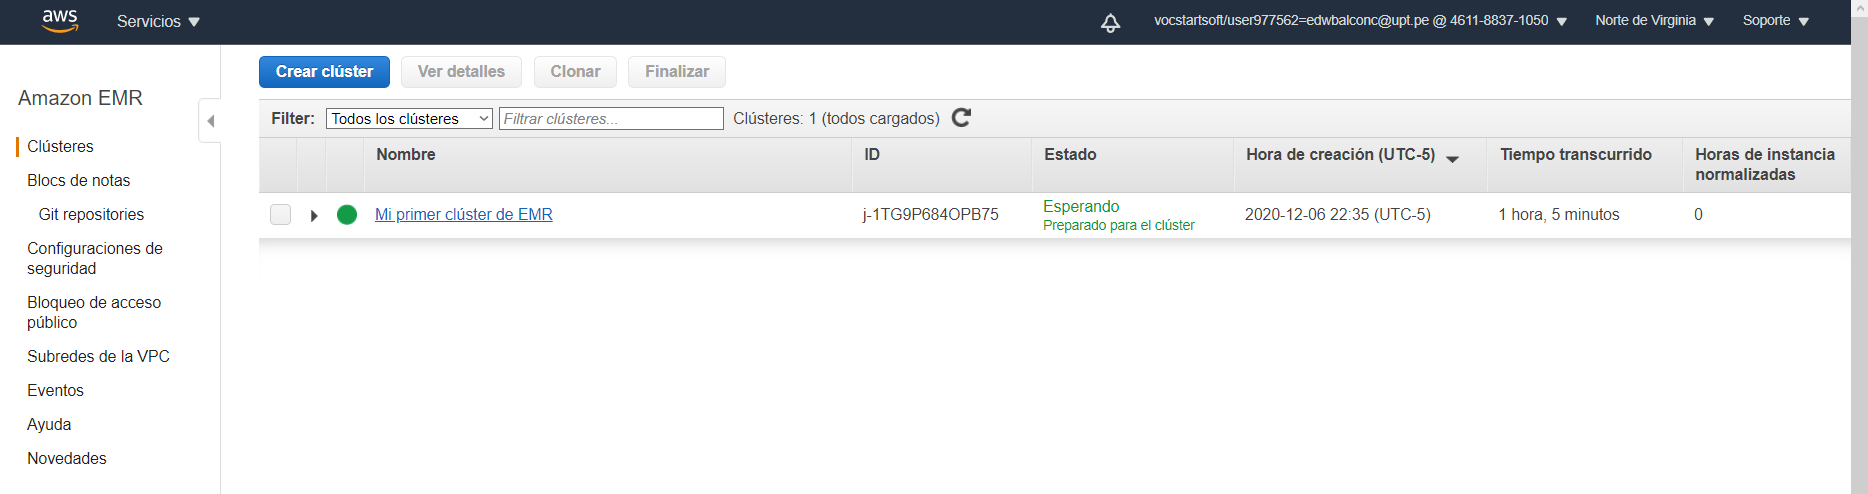 aws
Servicios
vocstartsoft/user977562=edwbalconc@upt.pe @ 4611-8837-1050
Norte de Virginia
Soporte
Amazon EMR
Clústeres
Blocs de notas
Git repositories
Configuraciones de
seguridad
Bloqueo de acceso
público
Subredes de la VPC
Eventos
Ayuda
Novedades
Crear clúster
Ver detalles
Clonar
Finalizar
Filter:
Todos los clústeres
Filtrar clústeres...
Clústeres: 1 (todos cargados)
Nombre
ID
Estado
Hora de creación (UTC-5)
Tiempo transcurrido
Horas de instancia
normalizadas
Mi primer clúster de EMR
j-1TG9P684OPB75
Esperando
Preparado para el clúster
2020-12-06 22:35 (UTC-5)
1 hora, 5 minutos
0